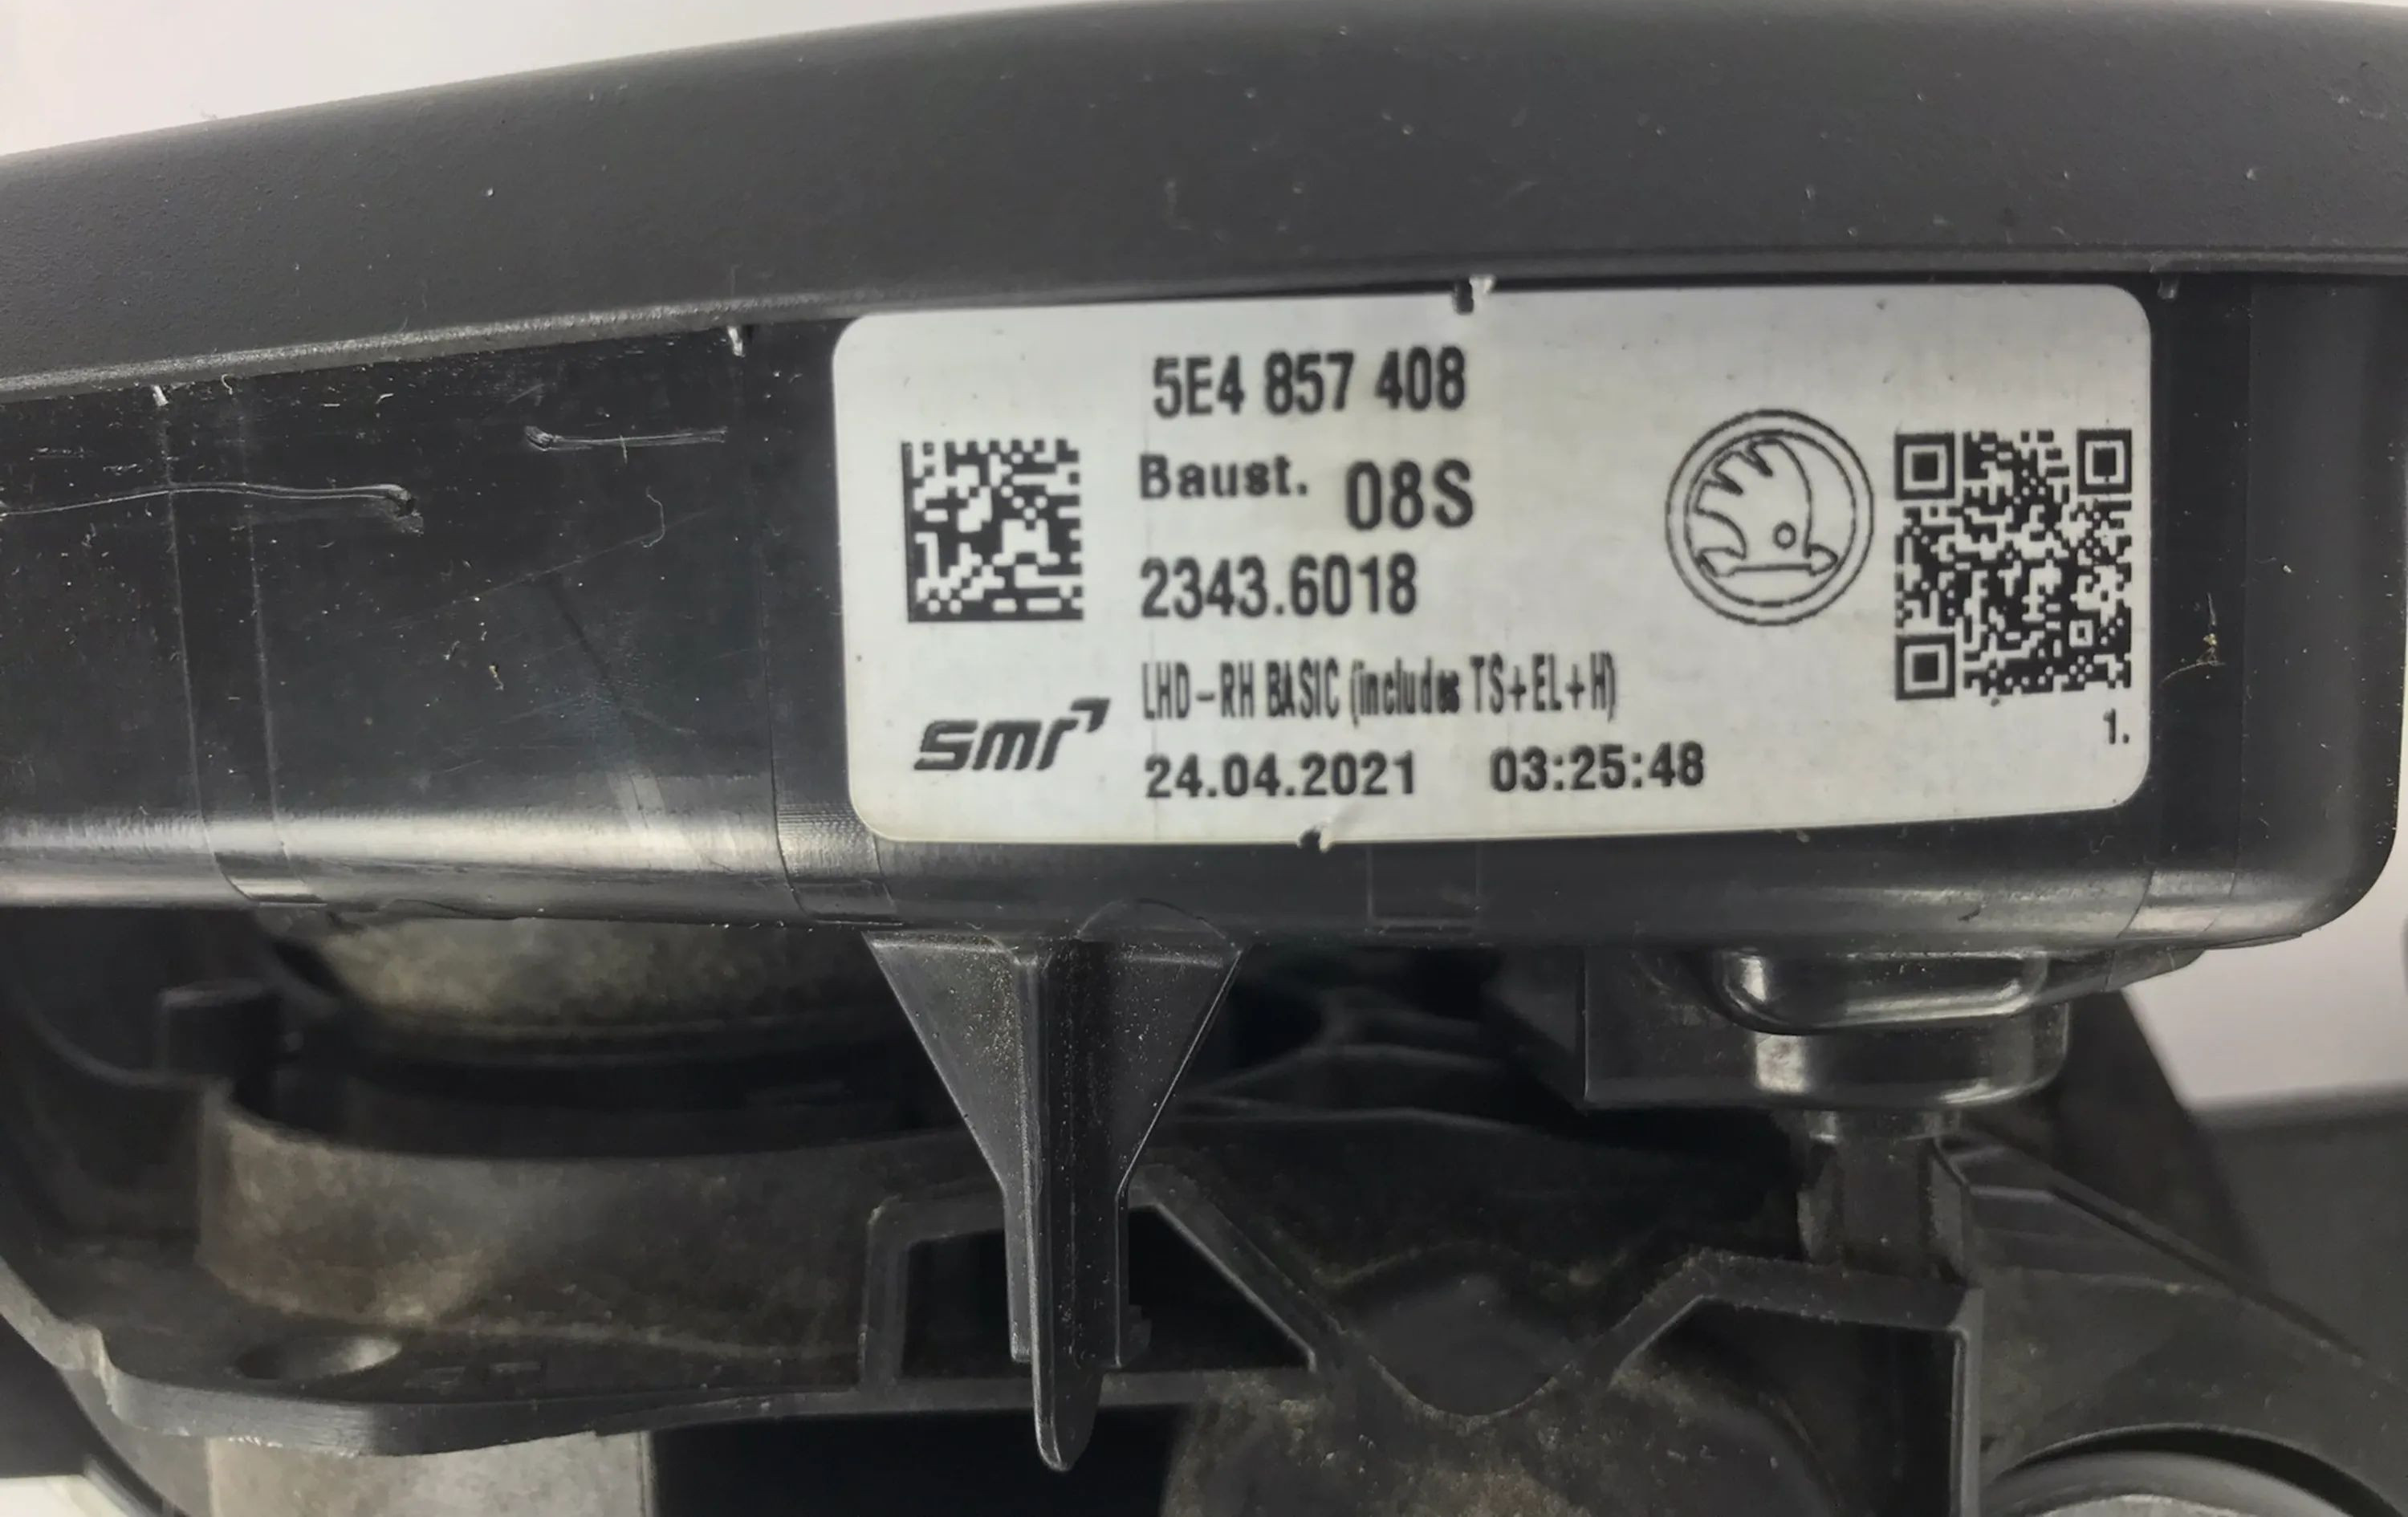 5E4 857 408
Baust. 08S
2343.6018
LHD-RH BASIC (includes TS+EL+H)
smr
24.04.2021 03:25:48
1.